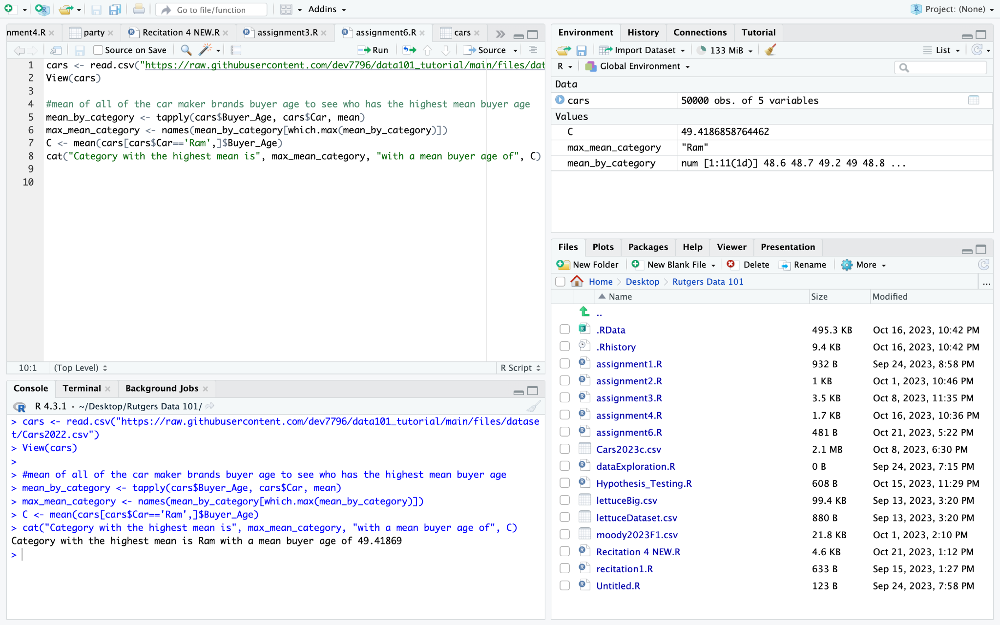 Go to file/function
Addins
Project: (None)
nment4.R
party
Recitation 4 NEW.R
assignment3.R
assignment6.R
cars
Source on Save
Run
Source
1 cars <- read.csv("https://raw.githubusercontent.com/dev7796/data101_tutorial/main/files/dat
2 View(cars)
3
4 #mean of all of the car maker brands buyer age to see who has the highest mean buyer age
5 mean_by_category <- tapply(cars$Buyer_Age, cars$Car, mean)
6 max_mean_category <- names(mean_by_category[which.max(mean_by_category)])
7 C <- mean(cars[cars$Car=='Ram',]$Buyer_Age)
8 cat("Category with the highest mean is", max_mean_category, "with a mean buyer age of", C)
9
10
10:1 (Top Level) R Script
Console Terminal Background Jobs
R 4.3.1 · ~/Desktop/Rutgers Data 101/
> cars <- read.csv("https://raw.githubusercontent.com/dev7796/data101_tutorial/main/files/datase
t/Cars2022.csv")
> View(cars)
>
> #mean of all of the car maker brands buyer age to see who has the highest mean buyer age
> mean_by_category <- tapply(cars$Buyer_Age, cars$Car, mean)
> max_mean_category <- names(mean_by_category[which.max(mean_by_category)])
> C <- mean(cars[cars$Car=='Ram',]$Buyer_Age)
> cat("Category with the highest mean is", max_mean_category, "with a mean buyer age of", C)
Category with the highest mean is Ram with a mean buyer age of 49.41869
>
Environment History Connections Tutorial
Import Dataset 133 MiB List
R Global Environment
Data
cars 50000 obs. of 5 variables
Values
C 49.4186858764462
max_mean_category "Ram"
mean_by_category num [1:11(1d)] 48.6 48.7 49.2 49 48.8 ...
Files Plots Packages Help Viewer Presentation
New Folder New Blank File Delete Rename More
Home Desktop Rutgers Data 101 ...
Name Size Modified
..
.RData 495.3 KB Oct 16, 2023, 10:42 PM
.Rhistory 9.4 KB Oct 16, 2023, 10:42 PM
assignment1.R 932 B Sep 24, 2023, 8:58 PM
assignment2.R 1 KB Oct 1, 2023, 10:46 PM
assignment3.R 3.5 KB Oct 8, 2023, 11:35 PM
assignment4.R 1.7 KB Oct 16, 2023, 10:36 PM
assignment6.R 481 B Oct 21, 2023, 5:22 PM
Cars2023c.csv 2.1 MB Oct 8, 2023, 6:30 PM
dataExploration.R 0 B Sep 24, 2023, 7:15 PM
Hypothesis_Testing.R 608 B Oct 15, 2023, 11:29 PM
lettuceBig.csv 99.4 KB Sep 13, 2023, 3:20 PM
lettuceDataset.csv 880 B Sep 13, 2023, 3:20 PM
moody2023F1.csv 21.8 KB Oct 1, 2023, 2:10 PM
Recitation 4 NEW.R 4.6 KB Oct 21, 2023, 1:12 PM
recitation1.R 633 B Sep 15, 2023, 1:27 PM
Untitled.R 123 B Sep 24, 2023, 7:58 PM